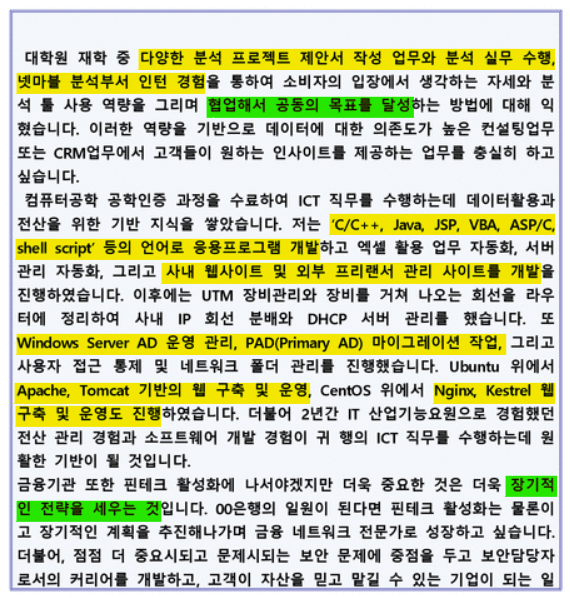 대학원 재학 중 다양한 분석 프로젝트 제안서 작성 업무와 분석 실무 수행,
넷마블 분석부서 인턴 경험을 통하여 소비자의 입장에서 생각하는 자세와 분
석 툴 사용 역량을 그리며 협업해서 공동의 목표를 달성하는 방법에 대해 익
혔습니다. 이러한 역량을 기반으로 데이터에 대한 의존도가 높은 컨설팅업무
또는 CRM업무에서 고객들이 원하는 인사이트를 제공하는 업무를 충실히 하고
싶습니다.
컴퓨터공학 공학인증 과정을 수료하여 ICT 직무를 수행하는데 데이터활용과
전산을 위한 기반 지식을 쌓았습니다. 저는 'C/C++, Java, JSP, VBA, ASP/C,
shell script' 등의 언어로 응용프로그램 개발하고 엑셀 활용 업무 자동화, 서버
관리 자동화, 그리고 사내 웹사이트 및 외부 프리랜서 관리 사이트를 개발을
진행하였습니다. 이후에는 UTM 장비관리와 장비를 거쳐 나오는 회선을 라우
터에 정리하여 사내 IP 회선 분배와 DHCP 서버 관리를 했습니다. 또
Windows Server AD 운영 관리, PAD(Primary AD) 마이그레이션 작업, 그리고
사용자 접근 통제 및 네트워크 폴더 관리를 진행했습니다. Ubuntu 위에서
Apache, Tomcat 기반의 웹 구축 및 운영, CentOS 위에서 Nginx, Kestrel 웹
구축 및 운영도 진행하였습니다. 더불어 2년간 IT 산업기능요원으로 경험했던
전산 관리 경험과 소프트웨어 개발 경험이 귀 행의 ICT 직무를 수행하는데 원
활한 기반이 될 것입니다.
금융기관 또한 핀테크 활성화에 나서야겠지만 더욱 중요한 것은 더욱 장기적
인 전략을 세우는 것입니다. 00은행의 일원이 된다면 핀테크 활성화는 물론이
고 장기적인 계획을 추진해나가며 금융 네트워크 전문가로 성장하고 싶습니다.
더불어, 점점 더 중요시되고 문제시되는 보안 문제에 중점을 두고 보안담당자
로서의 커리어를 개발하고, 고객이 자산을 믿고 맡길 수 있는 기업이 되는 일